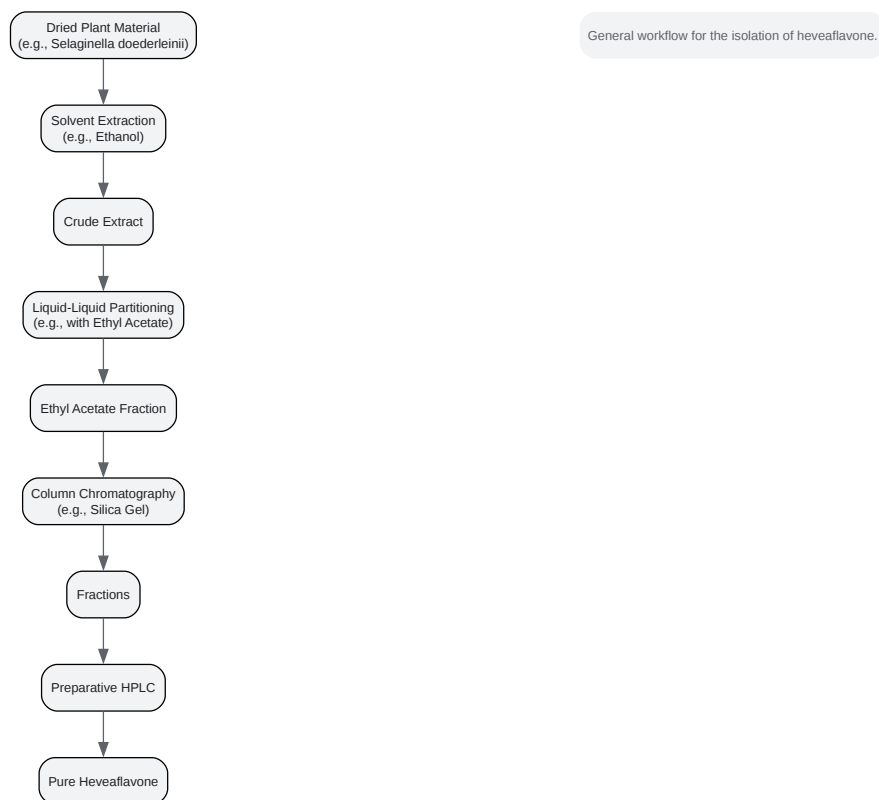 Dried Plant Material
(e.g., Selaginella doederleinii)
General workflow for the isolation of heveaflavone.
Solvent Extraction
(e.g., Ethanol)
Crude Extract
Liquid-Liquid Partitioning
(e.g., with Ethyl Acetate)
Ethyl Acetate Fraction
Column Chromatography
(e.g., Silica Gel)
Fractions
Preparative HPLC
Pure Heveaflavone